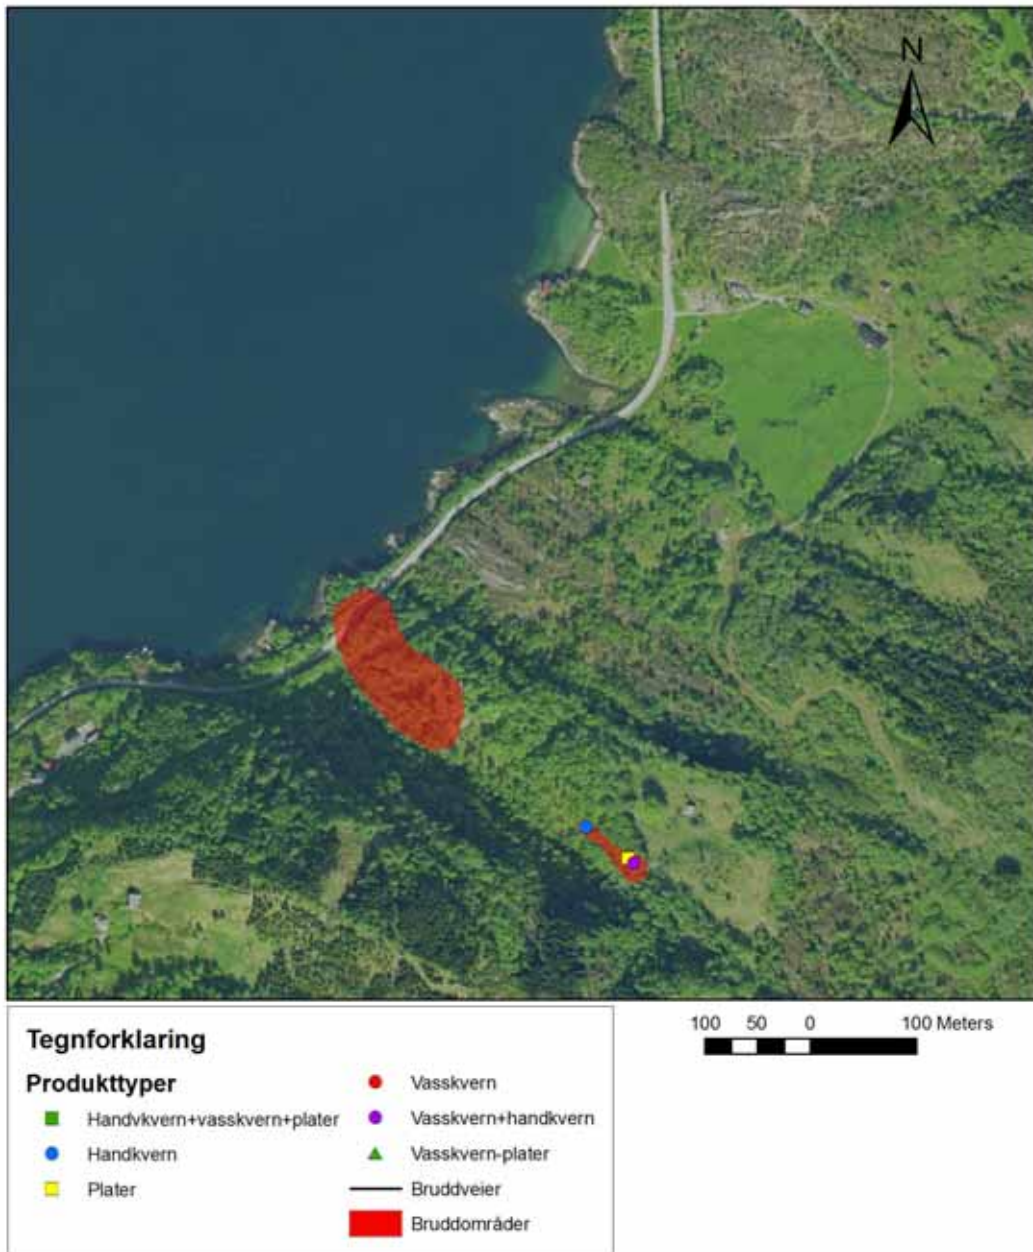 N
100 50 0 100 Meters
Tegnforklaring
Produkttyper
Handvkvern+vasskvern+plater
Handkvern
Plater
Vasskvern
Vasskvern+handkvern
Vasskvern-plater
Bruddveier
Bruddområder